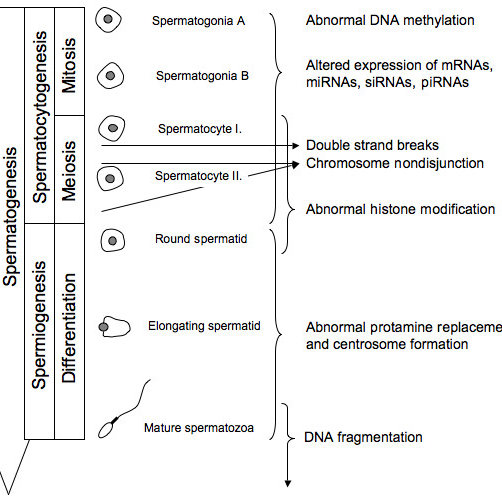 Spermatogenesis
Spermatocytogenesis
Spermiogenesis
Mitosis
Meiosis
Differentiation
Spermatogonia A
Spermatogonia B
Spermatocyte I.
Spermatocyte II.
Round spermatid
Elongating spermatid
Mature spermatozoa
Abnormal DNA methylation
Altered expression of mRNAs,
miRNAs, siRNAs, piRNAs
Double strand breaks
Chromosome nondisjunction
Abnormal histone modification
Abnormal protamine replaceme
and centrosome formation
DNA fragmentation